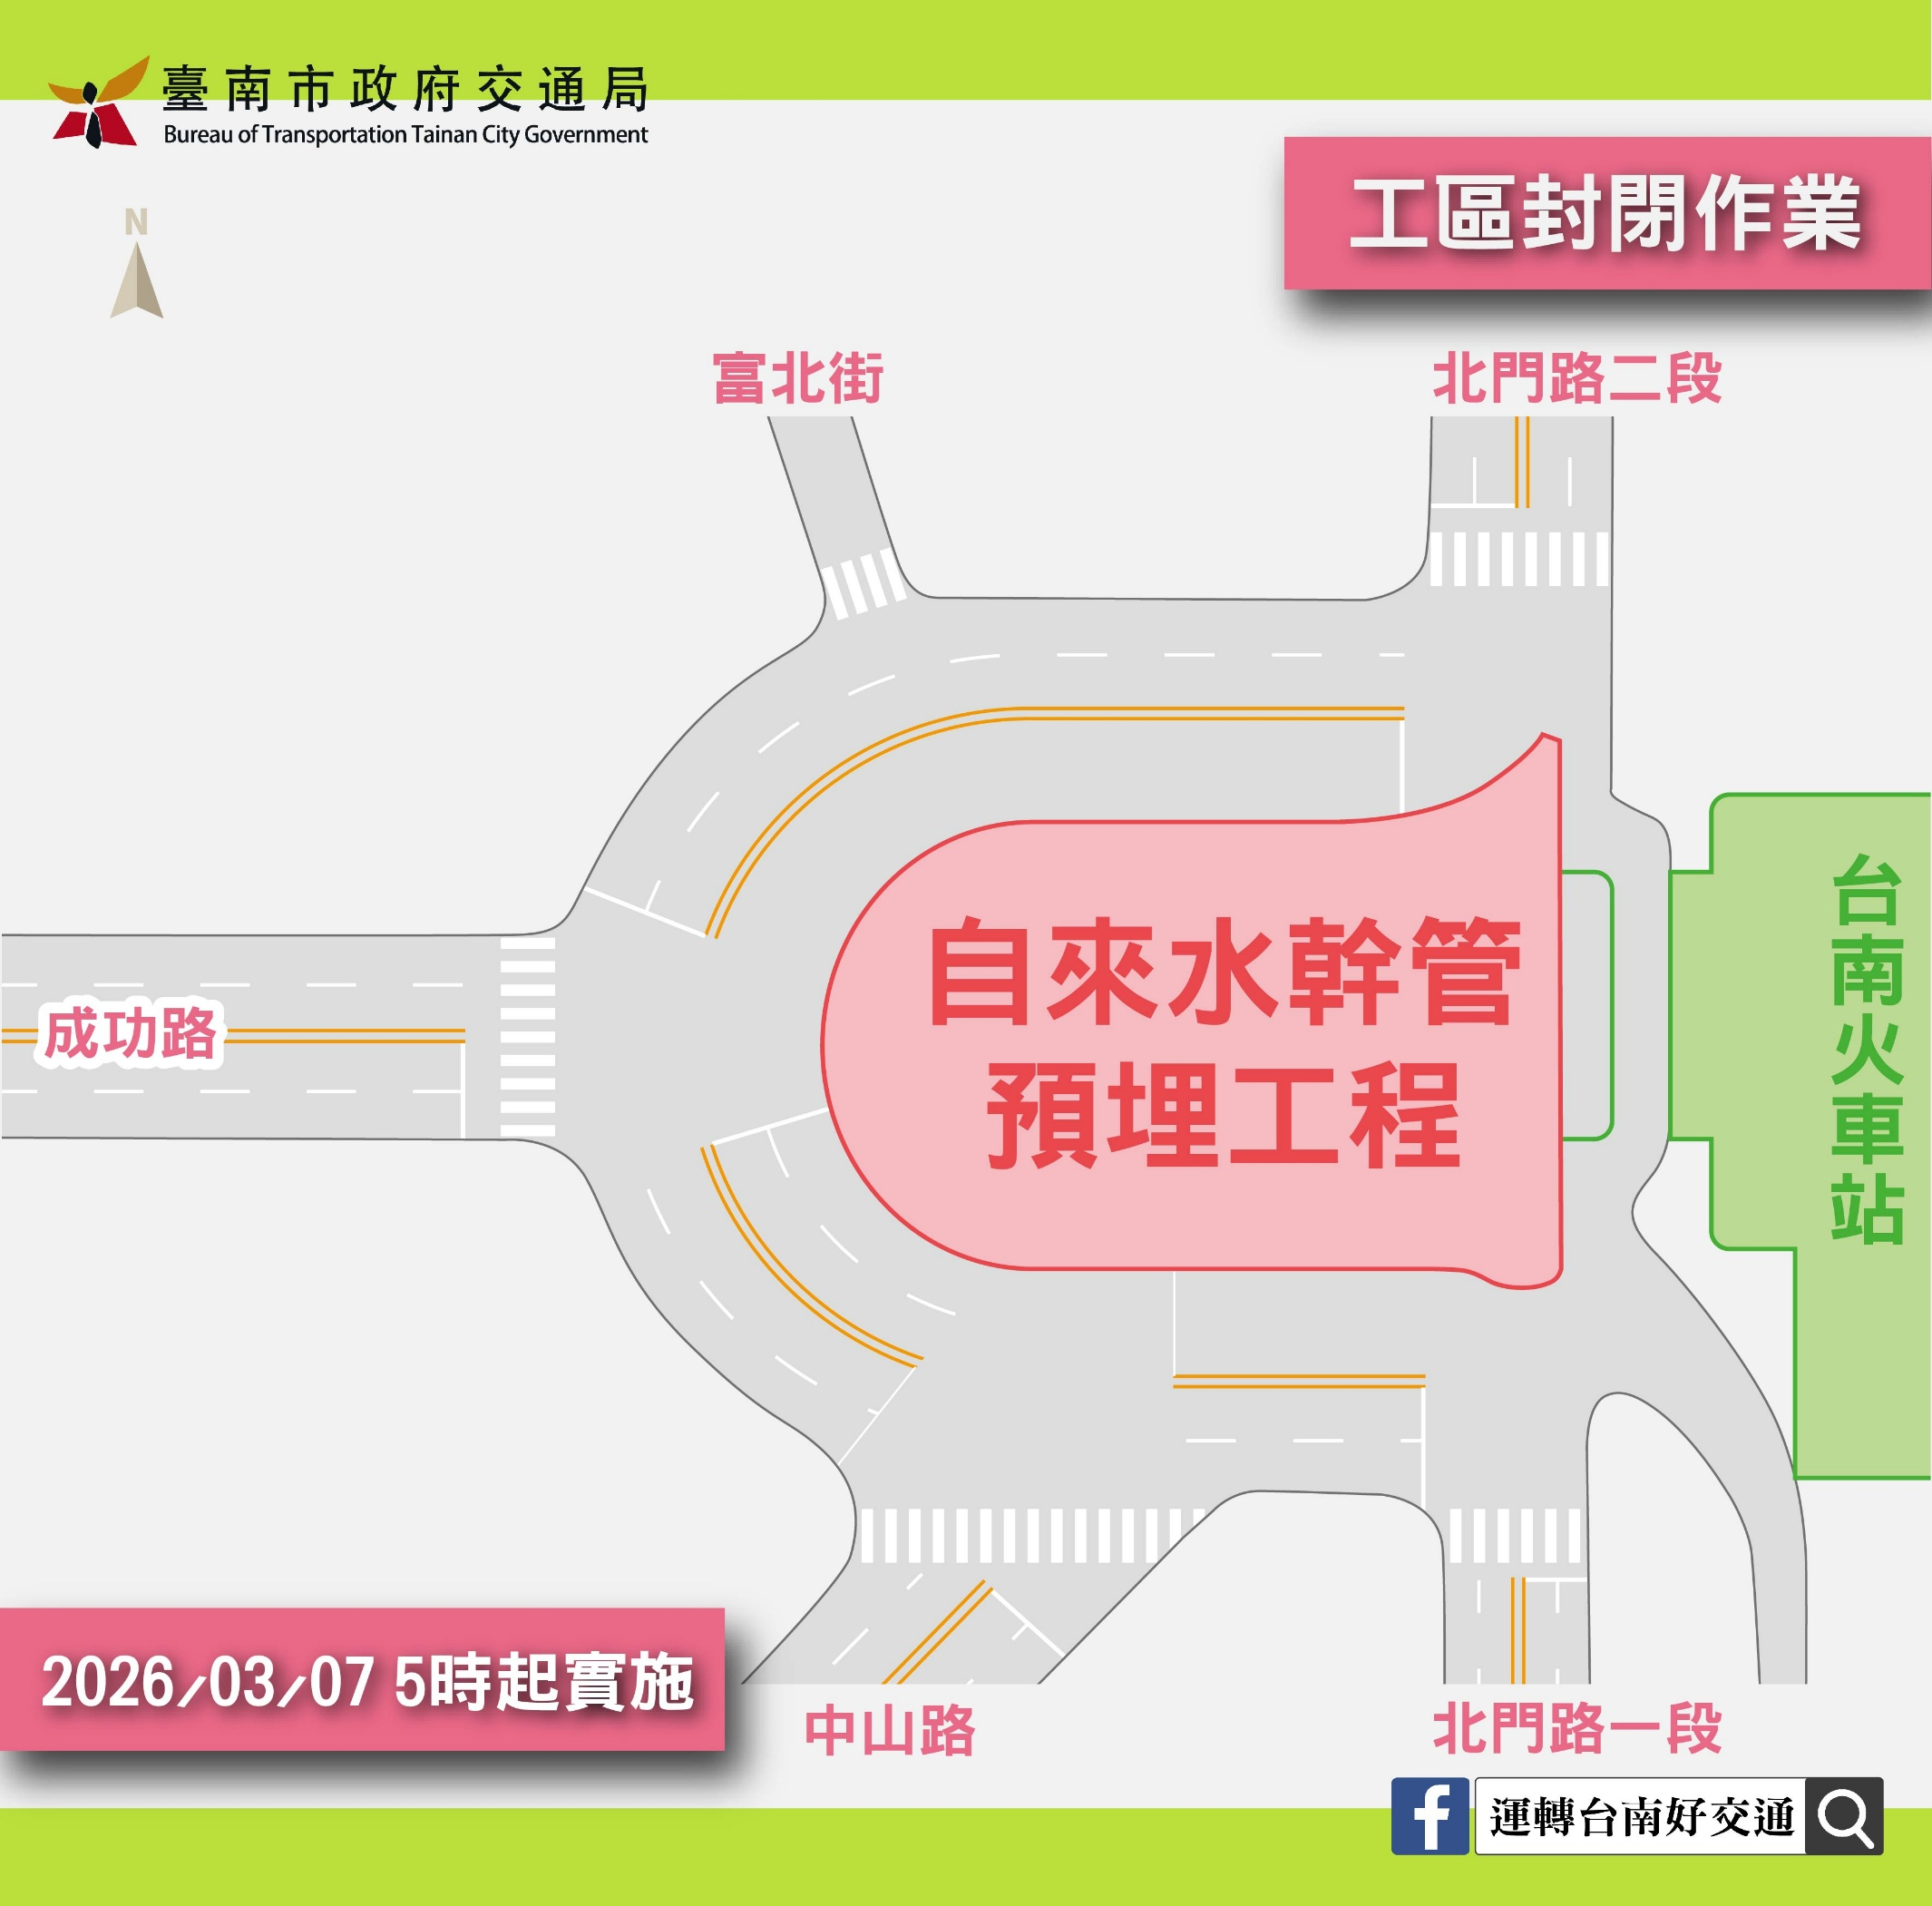 臺南市政府交通局
Bureau of Transportation Tainan City Government
N
工區封閉作業
富北街
北門路二段
成功路
自來水幹管
預埋工程
台南火車站
2026/03/07 5時起實施
中山路
北門路一段
f
運轉台南好交通